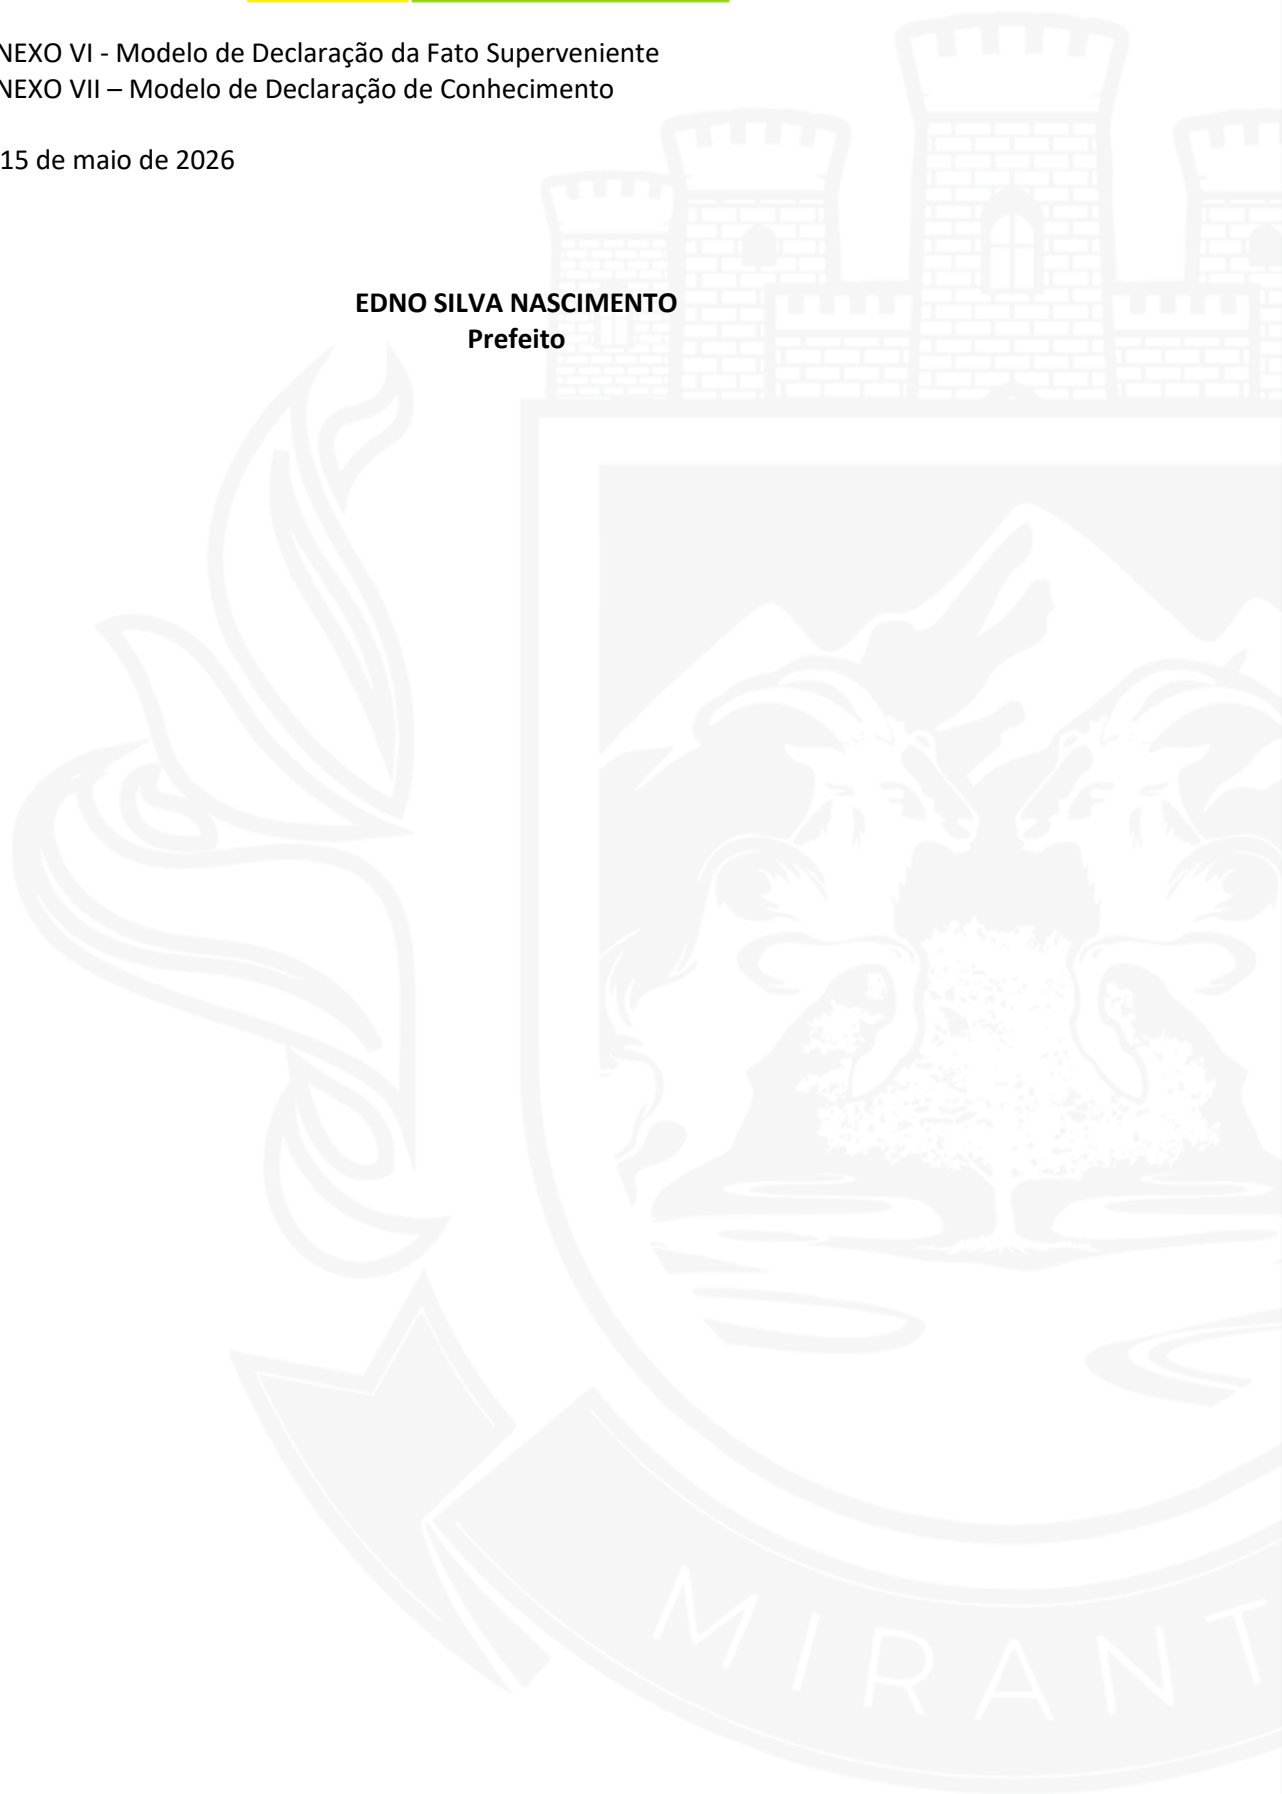 NEXO VI - Modelo de Declaração da Fato Superveniente
NEXO VII – Modelo de Declaração de Conhecimento
15 de maio de 2026
EDNO SILVA NASCIMENTO
Prefeito
MIRANT